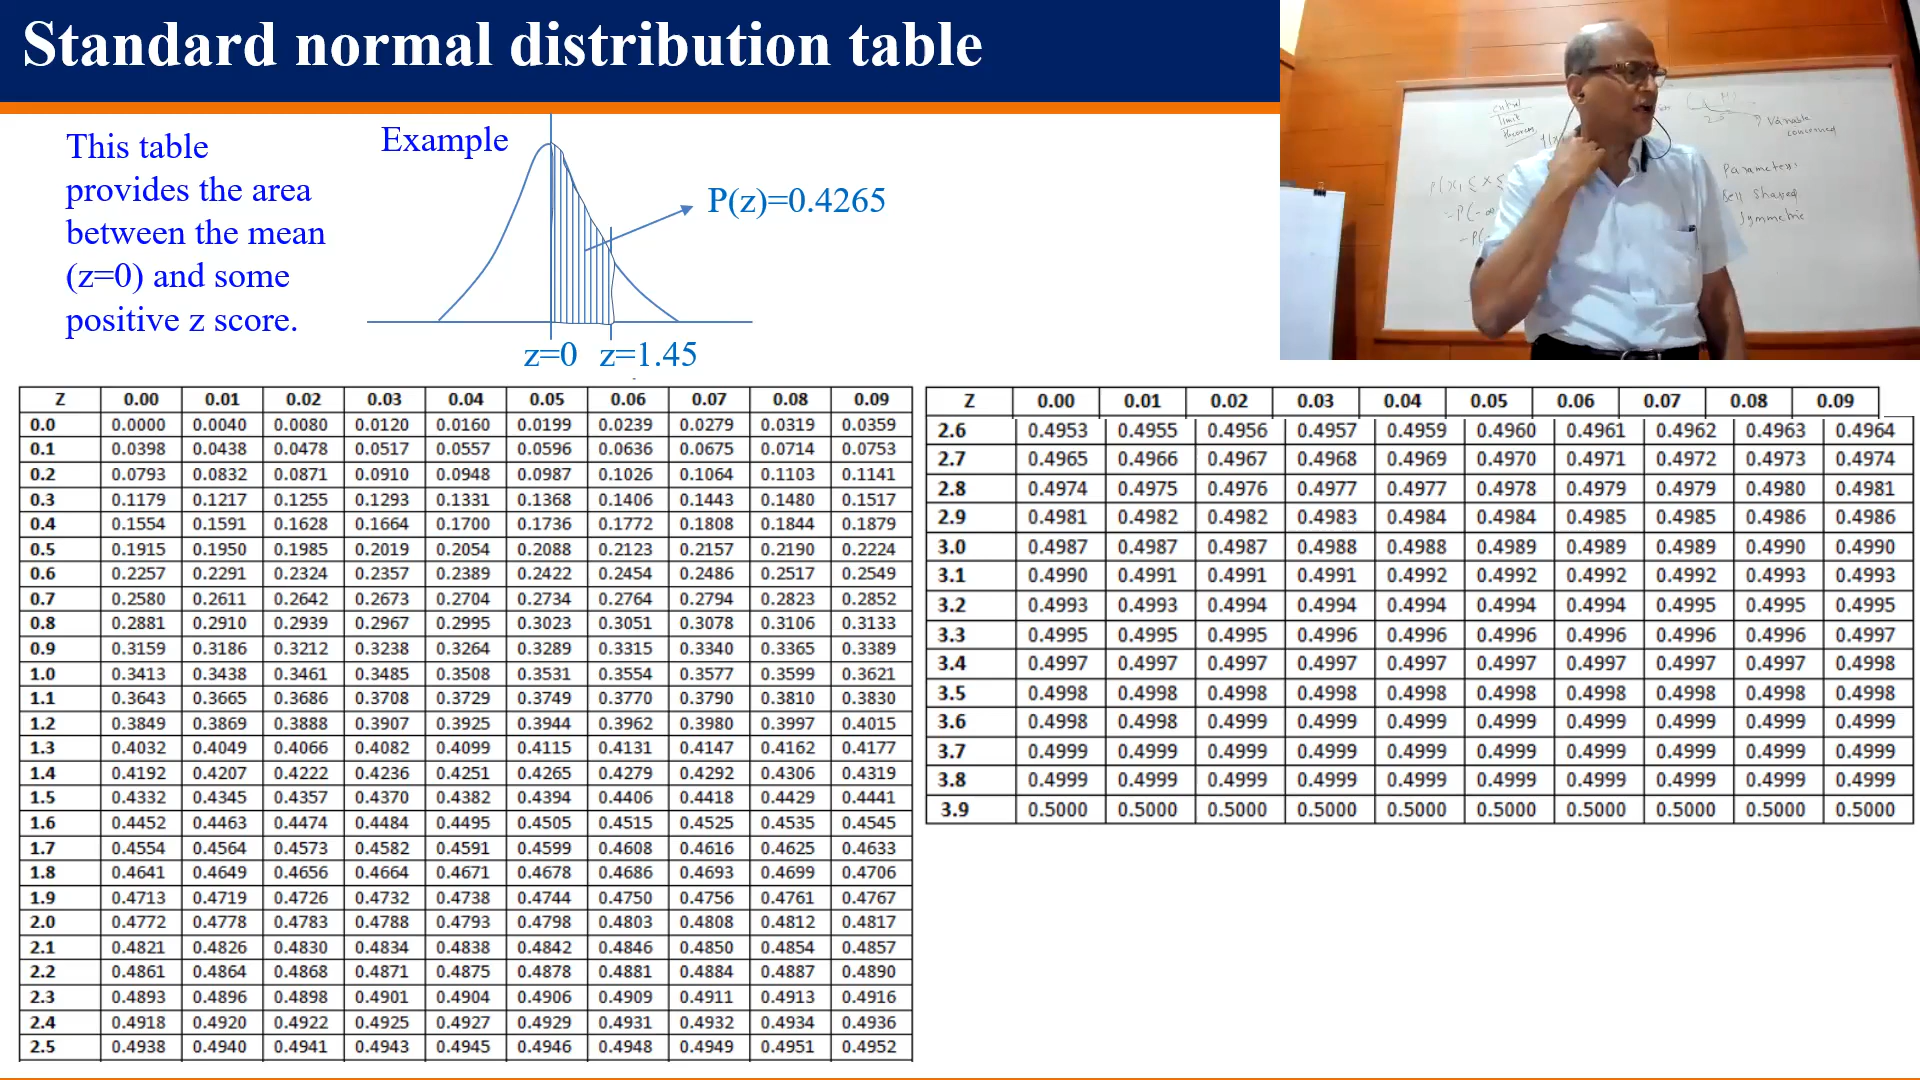 Standard normal distribution table
This table
provides the area
between the mean
(z=0) and some
positive z score.
Example
P(z)=0.4265
z=0 z=1.45
Z 0.00 0.01 0.02 0.03 0.04 0.05 0.06 0.07 0.08 0.09
0.0 0.0000 0.0040 0.0080 0.0120 0.0160 0.0199 0.0239 0.0279 0.0319 0.0359
0.1 0.0398 0.0438 0.0478 0.0517 0.0557 0.0596 0.0636 0.0675 0.0714 0.0753
0.2 0.0793 0.0832 0.0871 0.0910 0.0948 0.0987 0.1026 0.1064 0.1103 0.1141
0.3 0.1179 0.1217 0.1255 0.1293 0.1331 0.1368 0.1406 0.1443 0.1480 0.1517
0.4 0.1554 0.1591 0.1628 0.1664 0.1700 0.1736 0.1772 0.1808 0.1844 0.1879
0.5 0.1915 0.1950 0.1985 0.2019 0.2054 0.2088 0.2123 0.2157 0.2190 0.2224
0.6 0.2257 0.2291 0.2324 0.2357 0.2389 0.2422 0.2454 0.2486 0.2517 0.2549
0.7 0.2580 0.2611 0.2642 0.2673 0.2704 0.2734 0.2764 0.2794 0.2823 0.2852
0.8 0.2881 0.2910 0.2939 0.2967 0.2995 0.3023 0.3051 0.3078 0.3106 0.3133
0.9 0.3159 0.3186 0.3212 0.3238 0.3264 0.3289 0.3315 0.3340 0.3365 0.3389
1.0 0.3413 0.3438 0.3461 0.3485 0.3508 0.3531 0.3554 0.3577 0.3599 0.3621
1.1 0.3643 0.3665 0.3686 0.3708 0.3729 0.3749 0.3770 0.3790 0.3810 0.3830
1.2 0.3849 0.3869 0.3888 0.3907 0.3925 0.3944 0.3962 0.3980 0.3997 0.4015
1.3 0.4032 0.4049 0.4066 0.4082 0.4099 0.4115 0.4131 0.4147 0.4162 0.4177
1.4 0.4192 0.4207 0.4222 0.4236 0.4251 0.4265 0.4279 0.4292 0.4306 0.4319
1.5 0.4332 0.4345 0.4357 0.4370 0.4382 0.4394 0.4406 0.4418 0.4429 0.4441
1.6 0.4452 0.4463 0.4474 0.4484 0.4495 0.4505 0.4515 0.4525 0.4535 0.4545
1.7 0.4554 0.4564 0.4573 0.4582 0.4591 0.4599 0.4608 0.4616 0.4625 0.4633
1.8 0.4641 0.4649 0.4656 0.4664 0.4671 0.4678 0.4686 0.4693 0.4699 0.4706
1.9 0.4713 0.4719 0.4726 0.4732 0.4738 0.4744 0.4750 0.4756 0.4761 0.4767
2.0 0.4772 0.4778 0.4783 0.4788 0.4793 0.4798 0.4803 0.4808 0.4812 0.4817
2.1 0.4821 0.4826 0.4830 0.4834 0.4838 0.4842 0.4846 0.4850 0.4854 0.4857
2.2 0.4861 0.4864 0.4868 0.4871 0.4875 0.4878 0.4881 0.4884 0.4887 0.4890
2.3 0.4893 0.4896 0.4898 0.4901 0.4904 0.4906 0.4909 0.4911 0.4913 0.4916
2.4 0.4918 0.4920 0.4922 0.4925 0.4927 0.4929 0.4931 0.4932 0.4934 0.4936
2.5 0.4938 0.4940 0.4941 0.4943 0.4945 0.4946 0.4948 0.4949 0.4951 0.4952
Z 0.00 0.01 0.02 0.03 0.04 0.05 0.06 0.07 0.08 0.09
2.6 0.4953 0.4955 0.4956 0.4957 0.4959 0.4960 0.4961 0.4962 0.4963 0.4964
2.7 0.4965 0.4966 0.4967 0.4968 0.4969 0.4970 0.4971 0.4972 0.4973 0.4974
2.8 0.4974 0.4975 0.4976 0.4977 0.4977 0.4978 0.4979 0.4979 0.4980 0.4981
2.9 0.4981 0.4982 0.4982 0.4983 0.4984 0.4984 0.4985 0.4985 0.4986 0.4986
3.0 0.4987 0.4987 0.4987 0.4988 0.4988 0.4989 0.4989 0.4989 0.4990 0.4990
3.1 0.4990 0.4991 0.4991 0.4991 0.4992 0.4992 0.4992 0.4992 0.4993 0.4993
3.2 0.4993 0.4993 0.4994 0.4994 0.4994 0.4994 0.4994 0.4995 0.4995 0.4995
3.3 0.4995 0.4995 0.4995 0.4996 0.4996 0.4996 0.4996 0.4996 0.4996 0.4997
3.4 0.4997 0.4997 0.4997 0.4997 0.4997 0.4997 0.4997 0.4997 0.4997 0.4998
3.5 0.4998 0.4998 0.4998 0.4998 0.4998 0.4998 0.4998 0.4998 0.4998 0.4998
3.6 0.4998 0.4998 0.4999 0.4999 0.4999 0.4999 0.4999 0.4999 0.4999 0.4999
3.7 0.4999 0.4999 0.4999 0.4999 0.4999 0.4999 0.4999 0.4999 0.4999 0.4999
3.8 0.4999 0.4999 0.4999 0.4999 0.4999 0.4999 0.4999 0.4999 0.4999 0.4999
3.9 0.5000 0.5000 0.5000 0.5000 0.5000 0.5000 0.5000 0.5000 0.5000 0.5000
limit
theorem
Variable
concerned
Parameters
Bell shaped
Symmetric